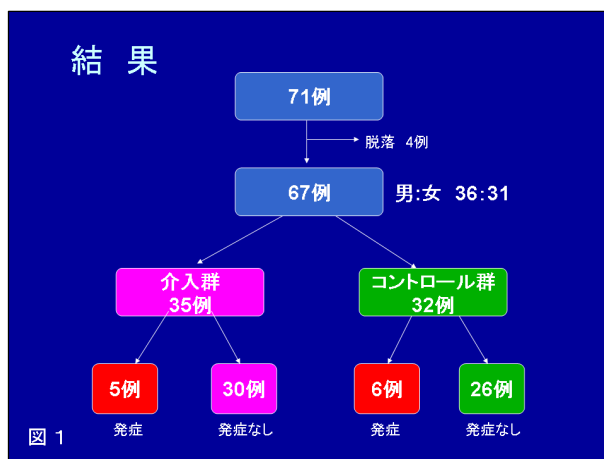 結 果
71例
脱落 4例
67例
男:女 36:31
介入群
35例
コントロール群
32例
5例
30例
6例
26例
発症
発症なし
発症
発症なし
図 1